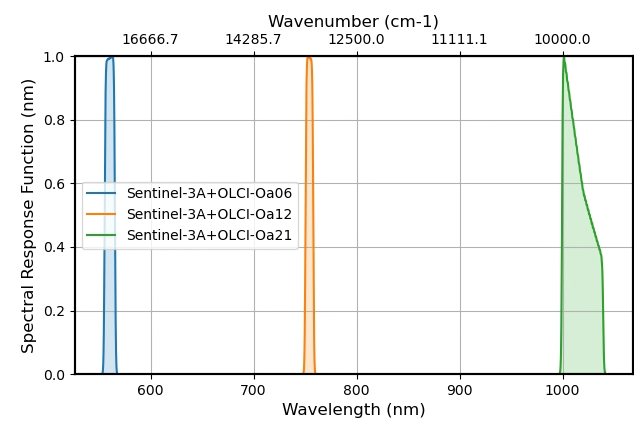 Wavenumber (cm-1)
16666.7 14285.7 12500.0 11111.1 10000.0
Spectral Response Function (nm)
1.0
0.8
0.6
0.4
0.2
0.0
Sentinel-3A+OLCI-Oa06
Sentinel-3A+OLCI-Oa12
Sentinel-3A+OLCI-Oa21
600 700 800 900 1000
Wavelength (nm)